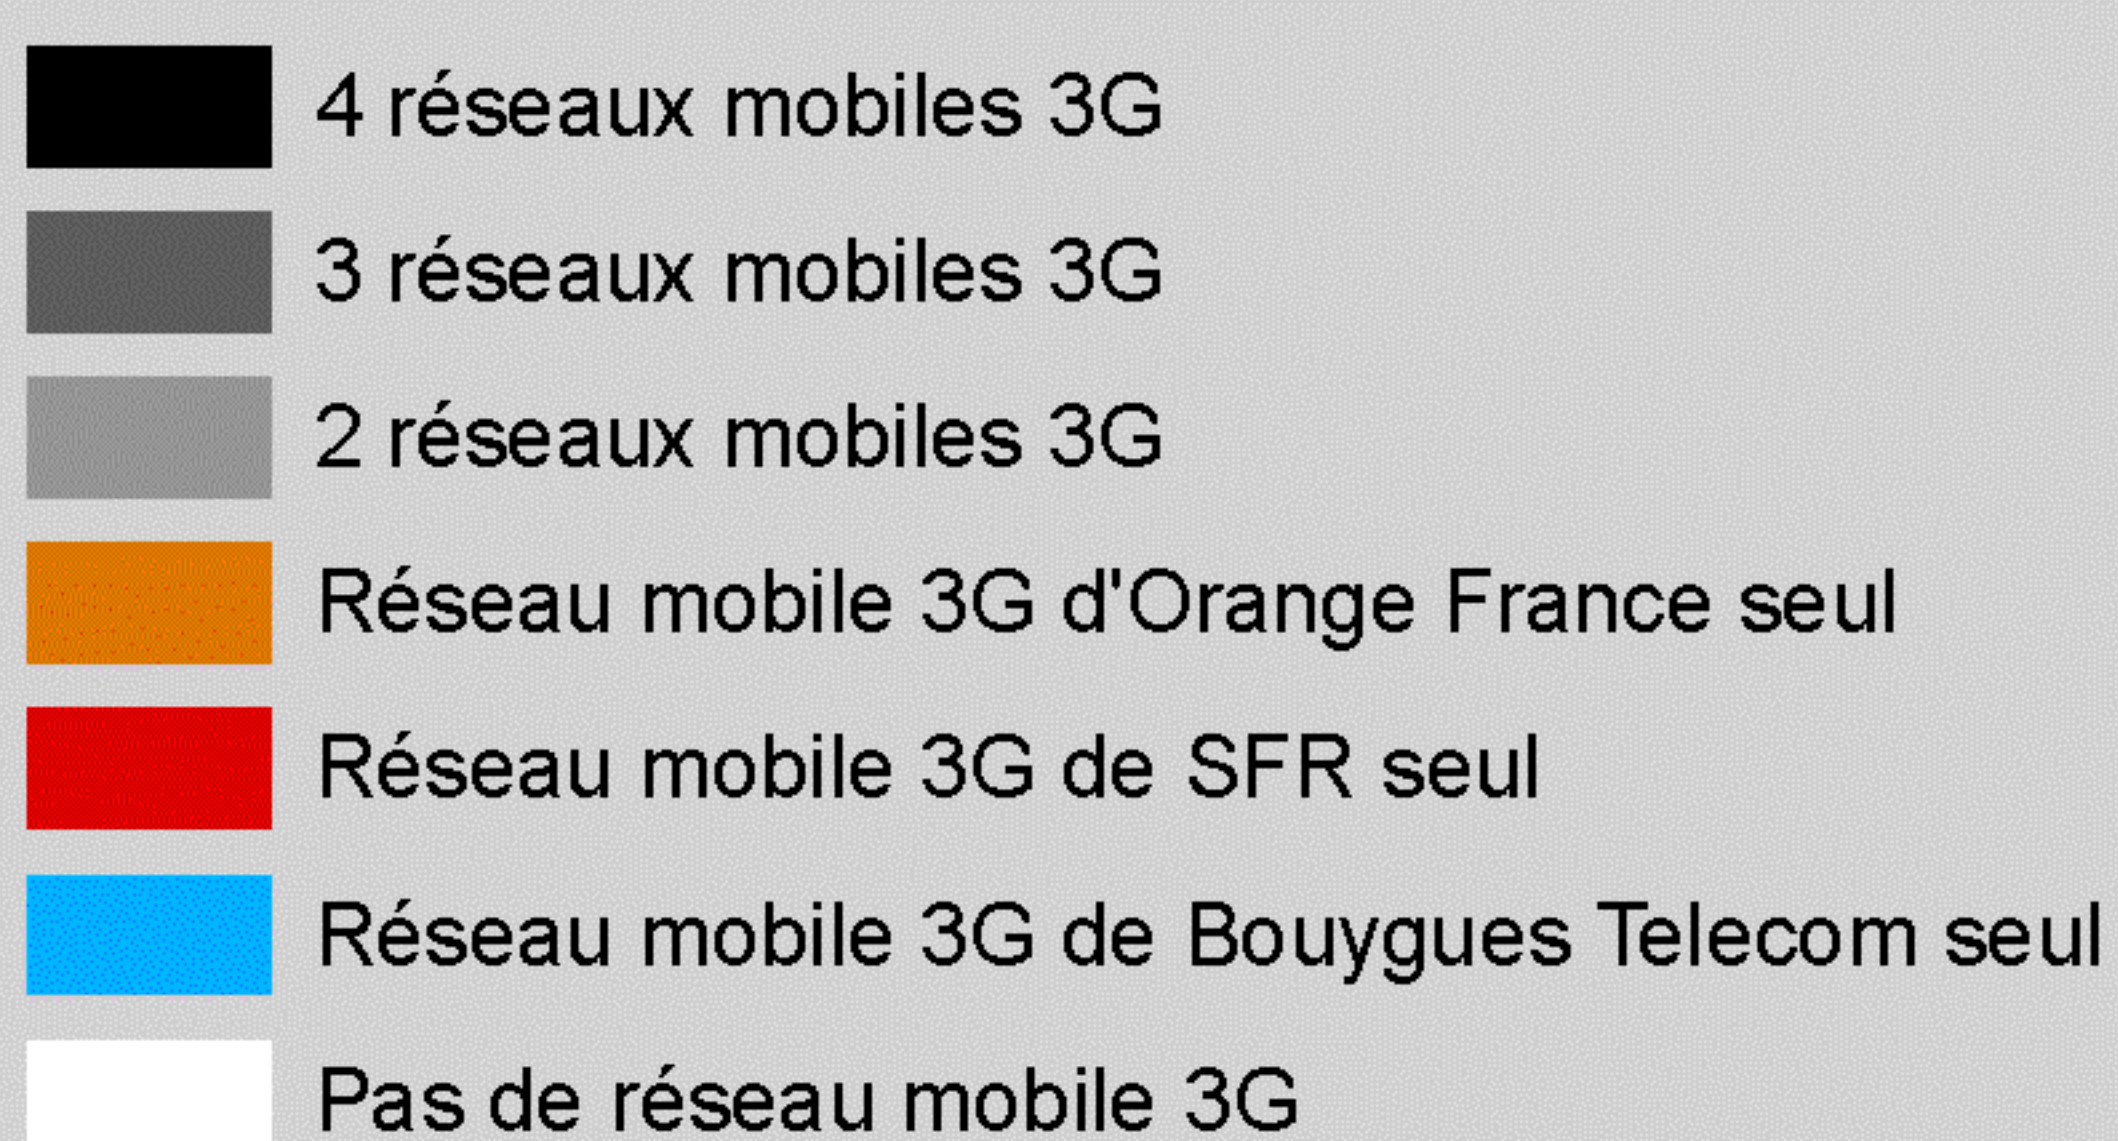 4 réseaux mobiles 3G
3 réseaux mobiles 3G
2 réseaux mobiles 3G
Réseau mobile 3G d'Orange France seul
Réseau mobile 3G de SFR seul
Réseau mobile 3G de Bouygues Telecom seul
Pas de réseau mobile 3G